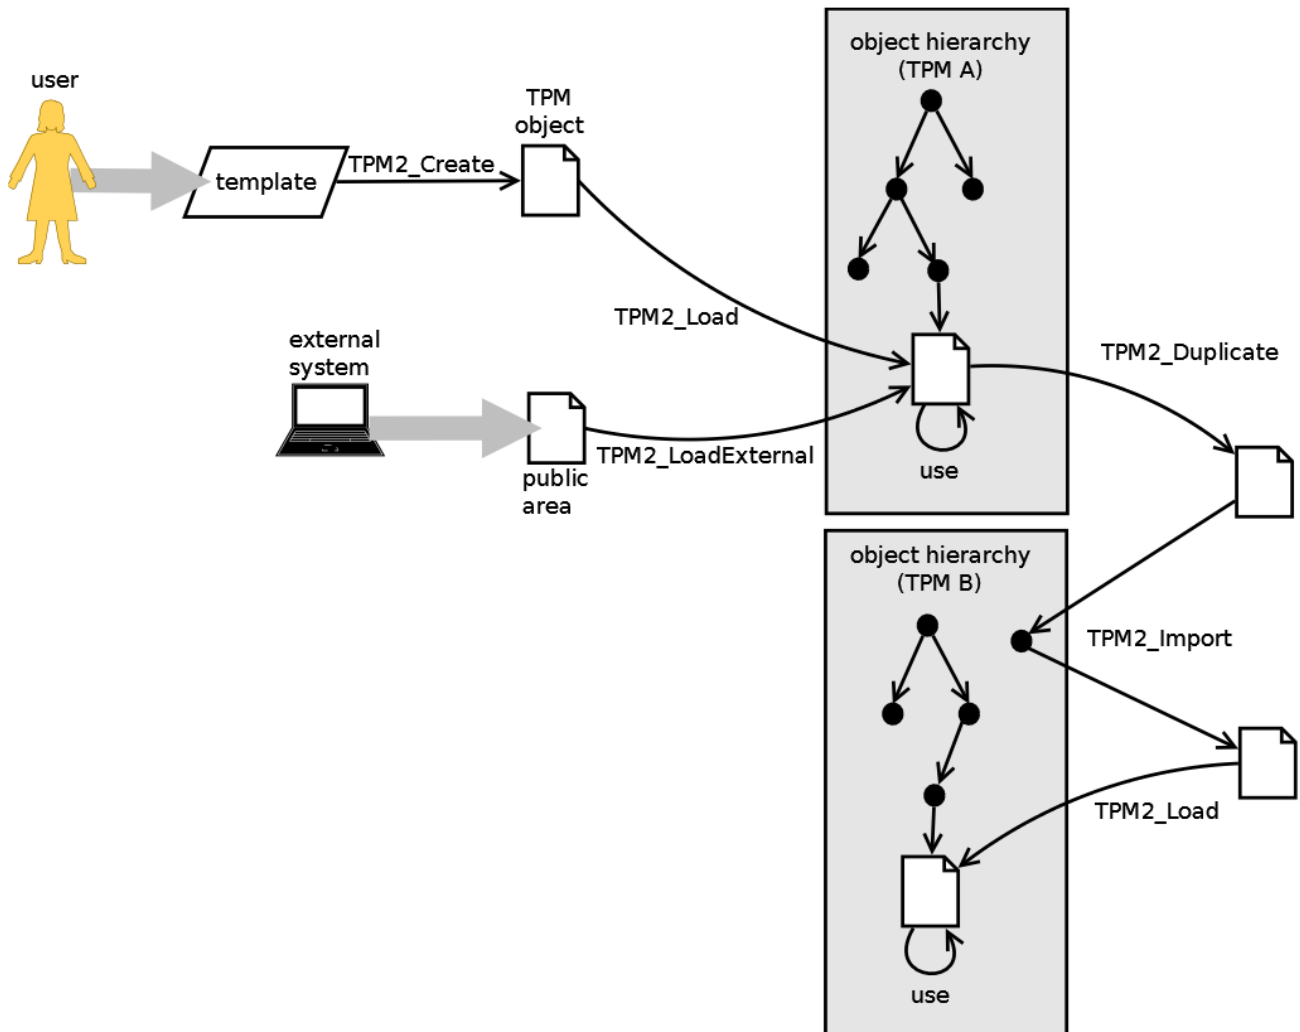 object hierarchy
(TPM A)
user
TPM
object
TPM2_Create
template
TPM2_Load
external
system
TPM2_Duplicate
TPM2_LoadExternal
use
public
area
object hierarchy
(TPM B)
TPM2_Import
TPM2_Load
use